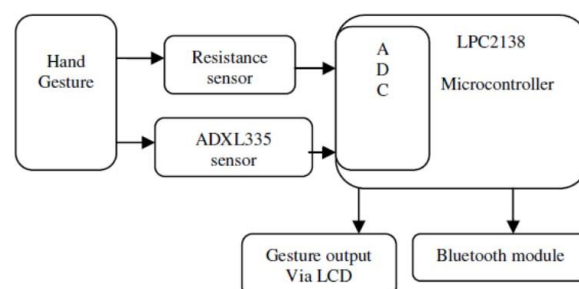 Hand
Gesture
Resistance
sensor
ADXL335
sensor
A
D
C
LPC2138
Microcontroller
Gesture output
Via LCD
Bluetooth module